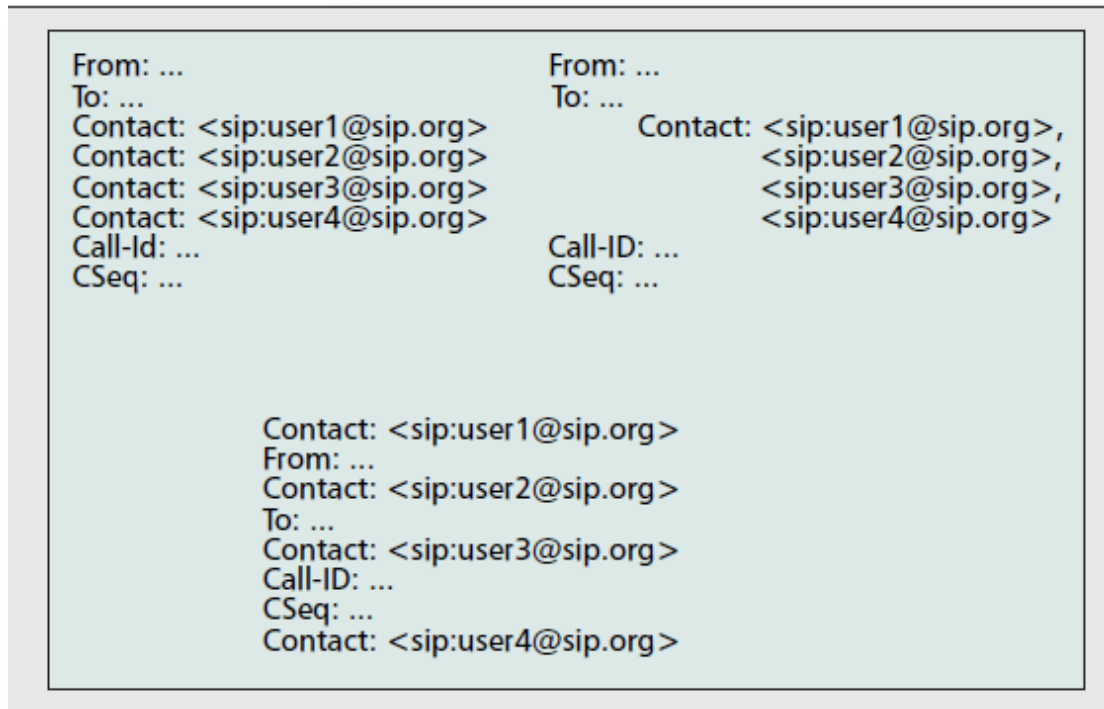 From: ...
To: ...
Contact: <sip:user1@sip.org>
Contact: <sip:user2@sip.org>
Contact: <sip:user3@sip.org>
Contact: <sip:user4@sip.org>
Call-Id: ...
CSeq: ...
From: ...
To: ...
Contact: <sip:user1@sip.org>,
<sip:user2@sip.org>,
<sip:user3@sip.org>,
<sip:user4@sip.org>
Call-ID: ...
CSeq: ...
Contact: <sip:user1@sip.org>
From: ...
Contact: <sip:user2@sip.org>
To: ...
Contact: <sip:user3@sip.org>
Call-ID: ...
CSeq: ...
Contact: <sip:user4@sip.org>